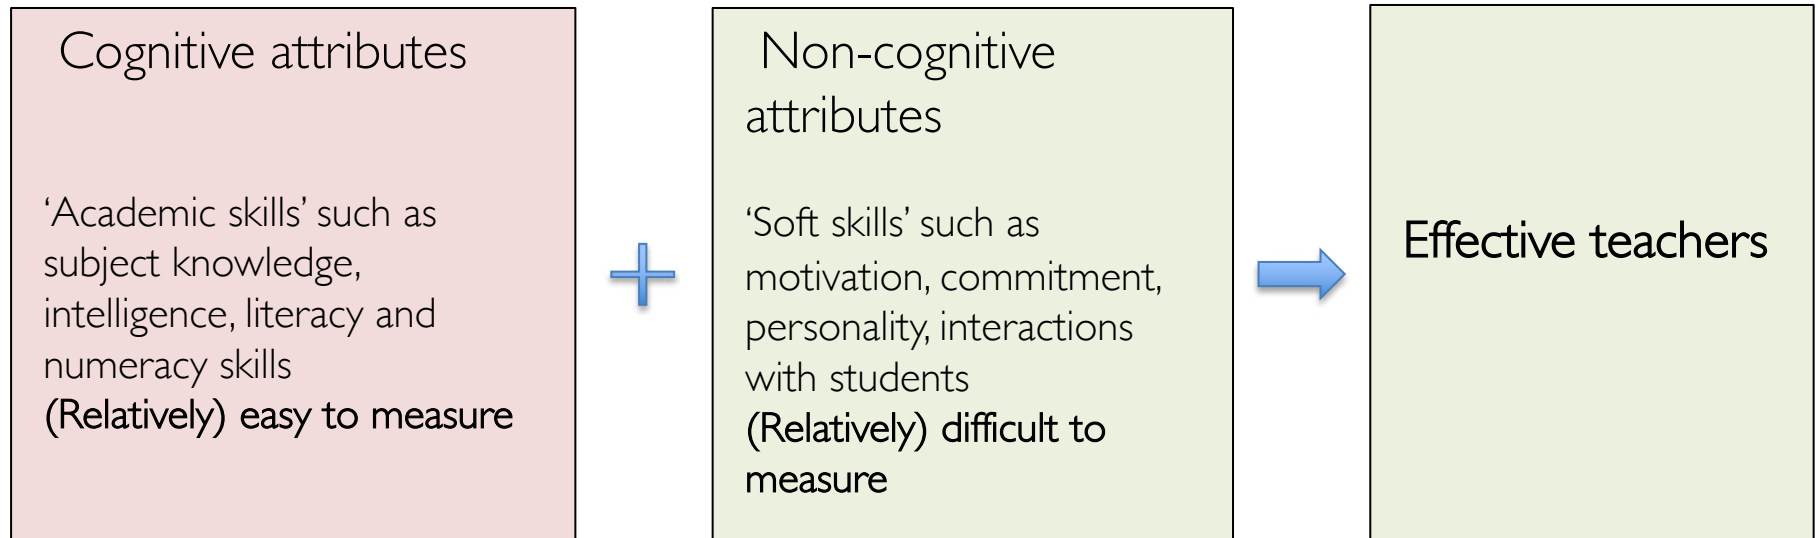 Cognitive attributes
‘Academic skills’ such as
subject knowledge,
intelligence, literacy and
numeracy skills
(Relatively) easy to measure
Non-cognitive
attributes
‘Soft skills’ such as
motivation, commitment,
personality, interactions
with students
(Relatively) difficult to
measure
Effective teachers